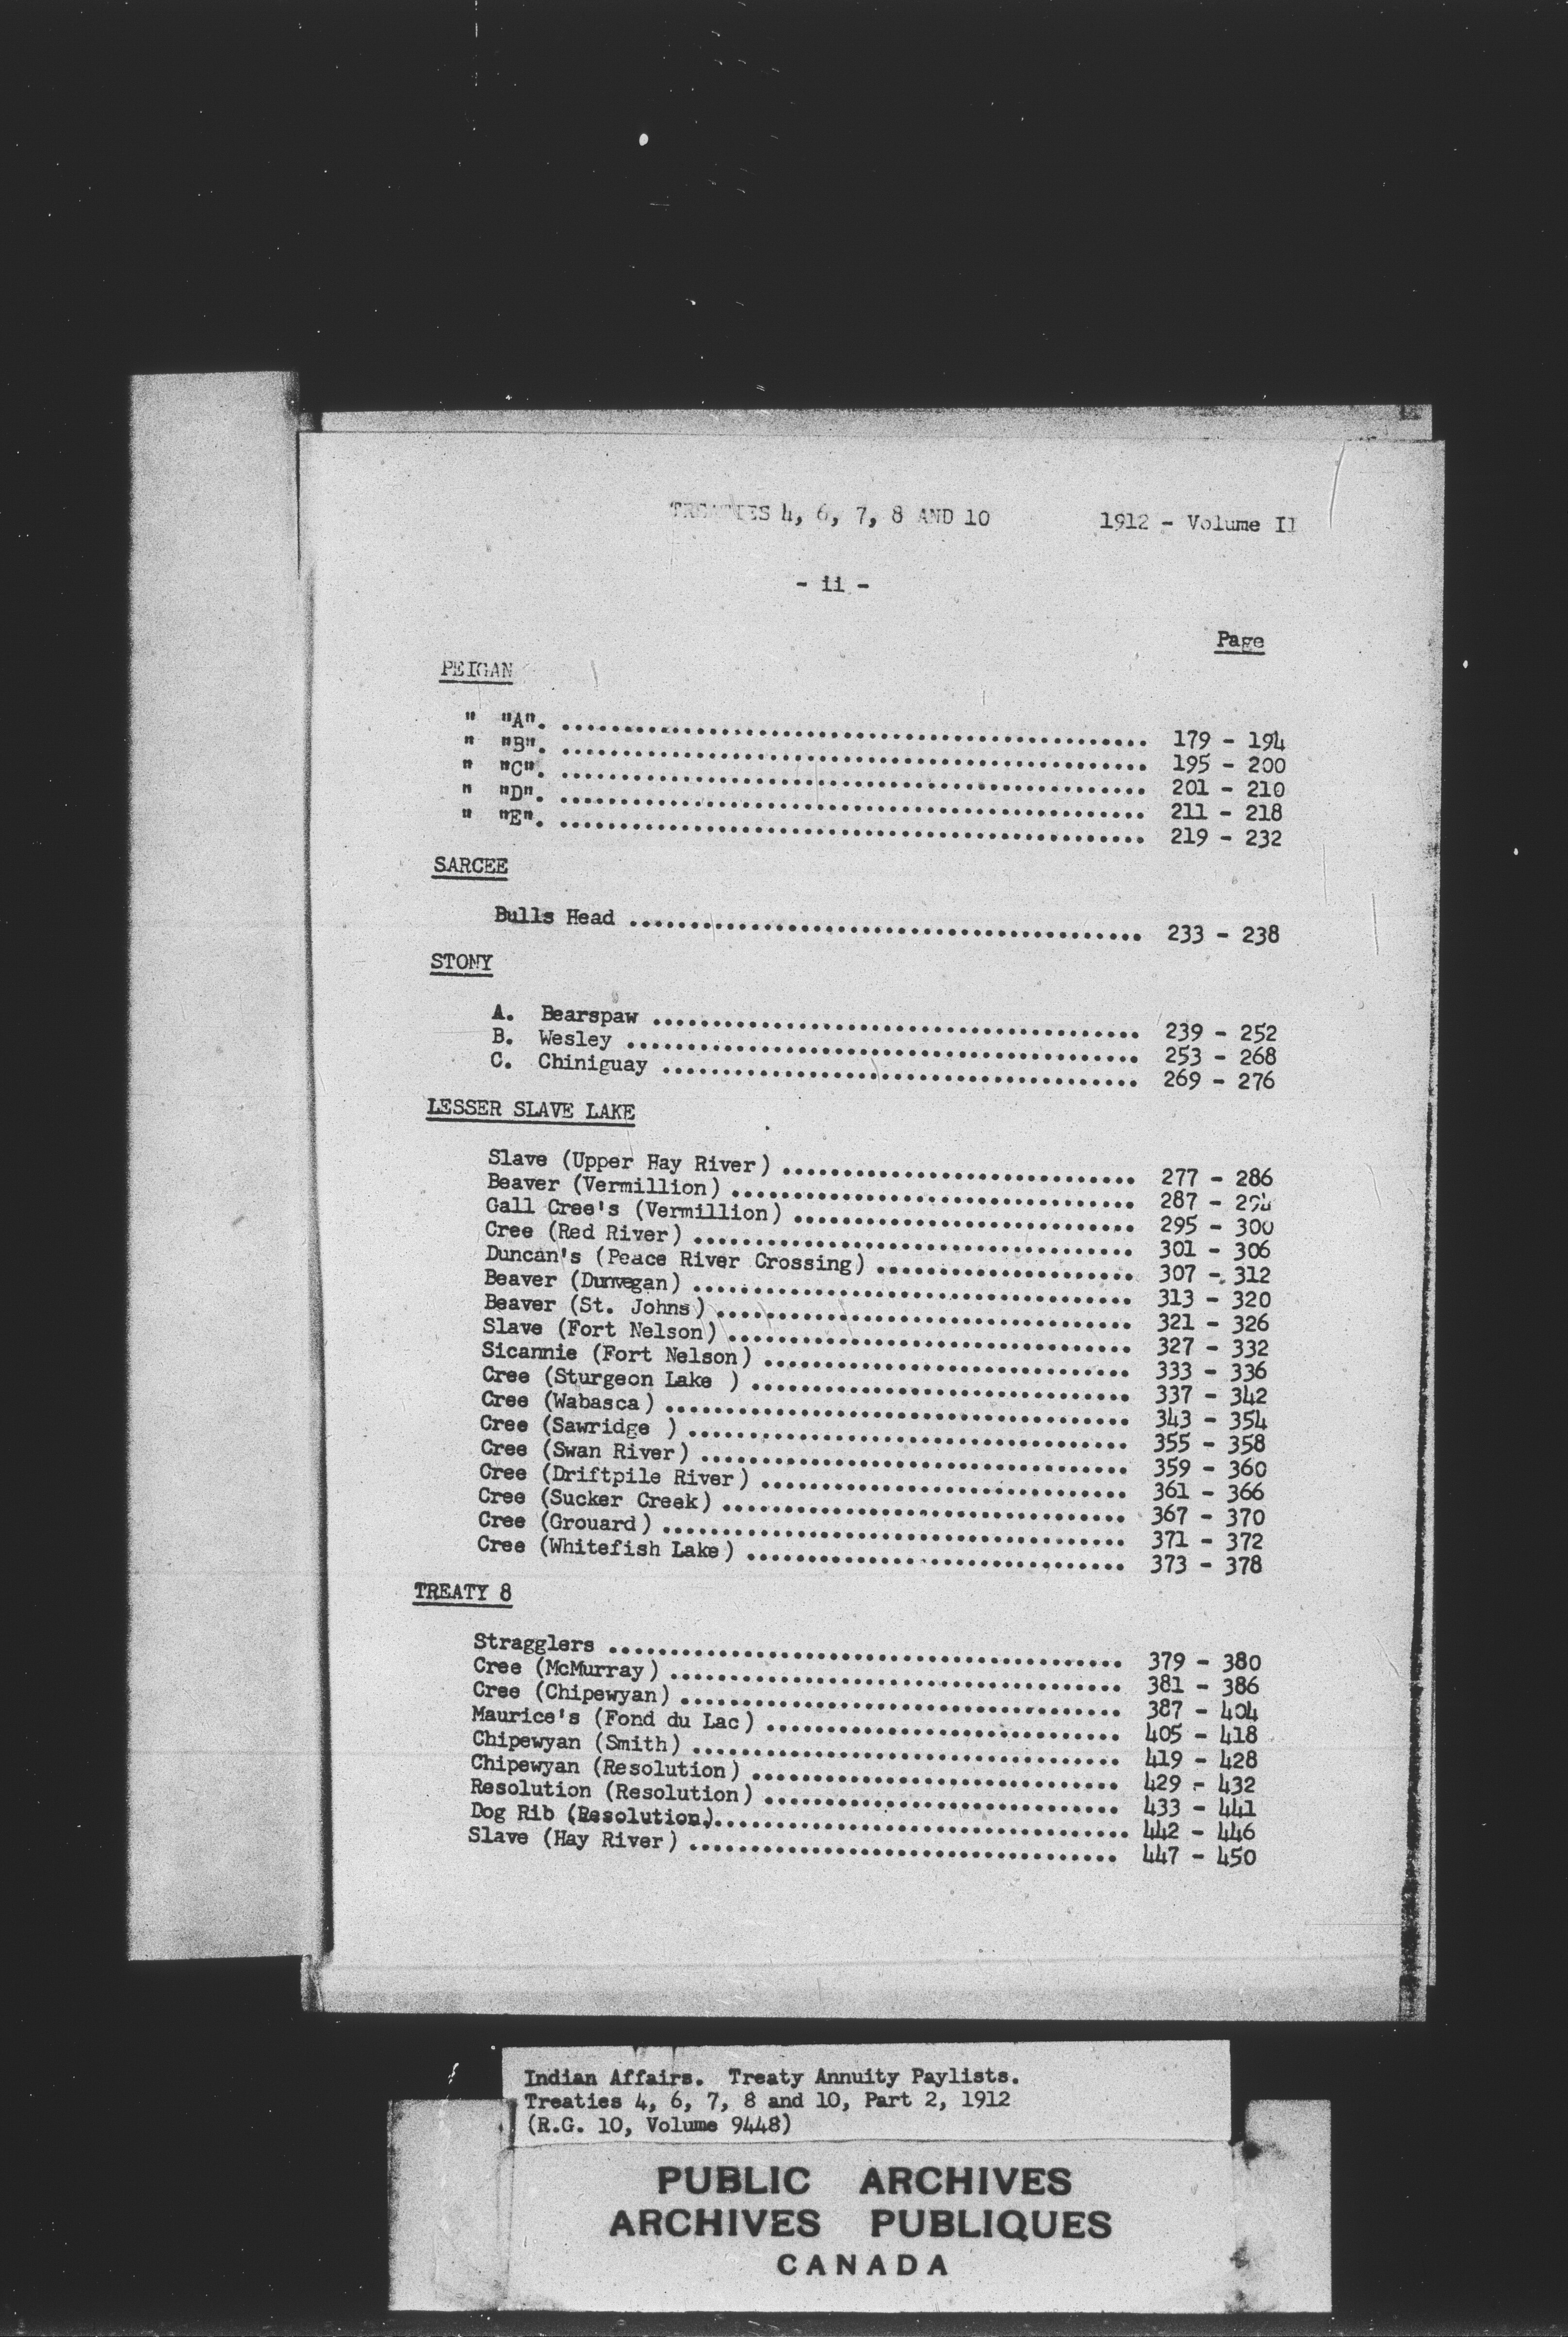 TREATIES 4, 6, 7, 8 AND 10 1912 - Volume II
- ii -
Page
PEIGAN
" "A". ................................................ 179 - 194
" "B". ................................................ 195 - 200
" "C". ................................................ 201 - 210
" "D". ................................................ 211 - 218
" "E". ................................................ 219 - 232
SARCEE
Bulls Head .......................................... 233 - 238
STONY
A. Bearspaw ........................................ 239 - 252
B. Wesley .......................................... 253 - 268
C. Chiniguay ....................................... 269 - 276
LESSER SLAVE LAKE
Slave (Upper Hay River) ............................. 277 - 286
Beaver (Vermillion) ................................. 287 - 294
Gall Cree's (Vermillion) ............................ 295 - 300
Cree (Red River) .................................... 301 - 306
Duncan's (Peace River Crossing) ..................... 307 - 312
Beaver (Dunvegan) .................................... 313 - 320
Beaver (St. Johns) .................................. 321 - 326
Slave (Fort Nelson) ................................. 327 - 332
Sicannie (Fort Nelson) .............................. 333 - 336
Cree (Sturgeon Lake ) ............................... 337 - 342
Cree (Wabasca) ...................................... 343 - 354
Cree (Sawridge ) .................................... 355 - 358
Cree (Swan River) ................................... 359 - 360
Cree (Driftpile River) .............................. 361 - 366
Cree (Sucker Creek) ................................. 367 - 370
Cree (Grouard) ...................................... 371 - 372
Cree (Whitefish Lake) ............................... 373 - 378
TREATY 8
Stragglers .......................................... 379 - 380
Cree (McMurray) ..................................... 381 - 386
Cree (Chipewyan) .................................... 387 - 404
Maurice's (Fond du Lac) ............................. 405 - 418
Chipewyan (Smith) ................................... 419 - 428
Chipewyan (Resolution) .............................. 429 - 432
Resolution (Resolution) ............................. 433 - 441
Dog Rib (Resolution).................................. 442 - 446
Slave (Hay River) ................................... 447 - 450
Indian Affairs. Treaty Annuity Paylists.
Treaties 4, 6, 7, 8 and 10, Part 2, 1912
(R.G. 10, Volume 9448)
PUBLIC ARCHIVES
ARCHIVES PUBLIQUES
CANADA